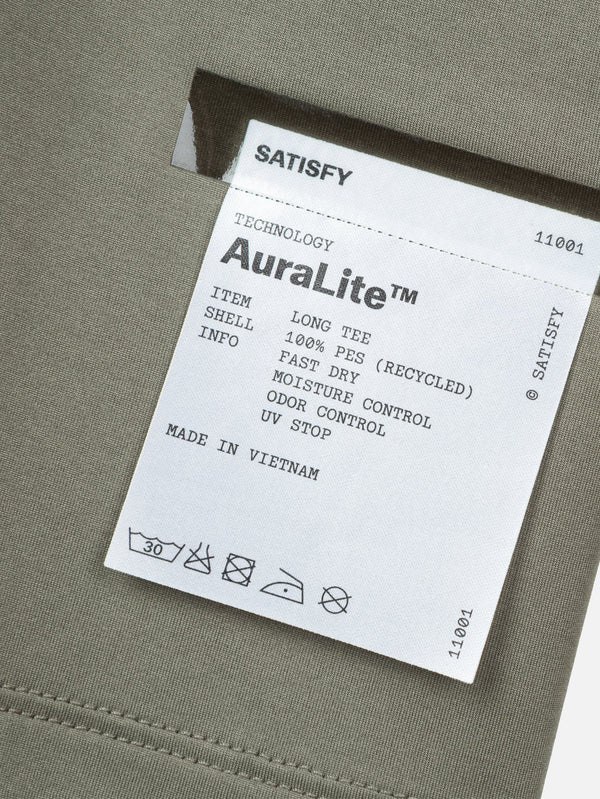 SATISFY
11001
TECHNOLOGY
AuraLite™
ITEM LONG TEE
SHELL 100% PES (RECYCLED)
INFO FAST DRY
MOISTURE CONTROL
ODOR CONTROL
UV STOP
MADE IN VIETNAM
© SATISFY
30
11001